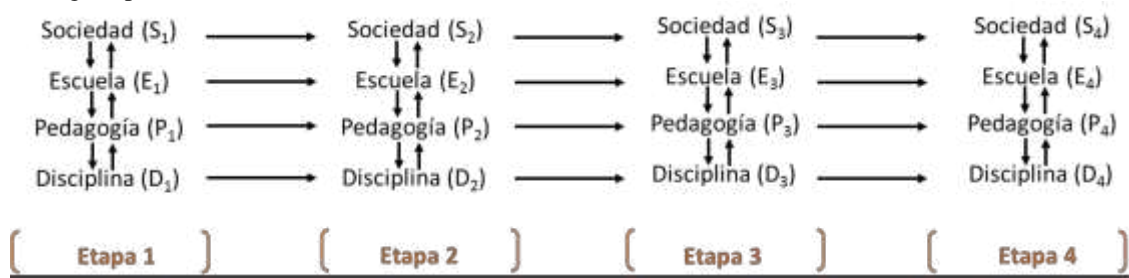 Sociedad (S₁) Sociedad (S₂) Sociedad (S₃) Sociedad (S₄)
Escuela (E₁) Escuela (E₂) Escuela (E₃) Escuela (E₄)
Pedagogía (P₁) Pedagogía (P₂) Pedagogía (P₃) Pedagogía (P₄)
Disciplina (D₁) Disciplina (D₂) Disciplina (D₃) Disciplina (D₄)
Etapa 1 Etapa 2 Etapa 3 Etapa 4